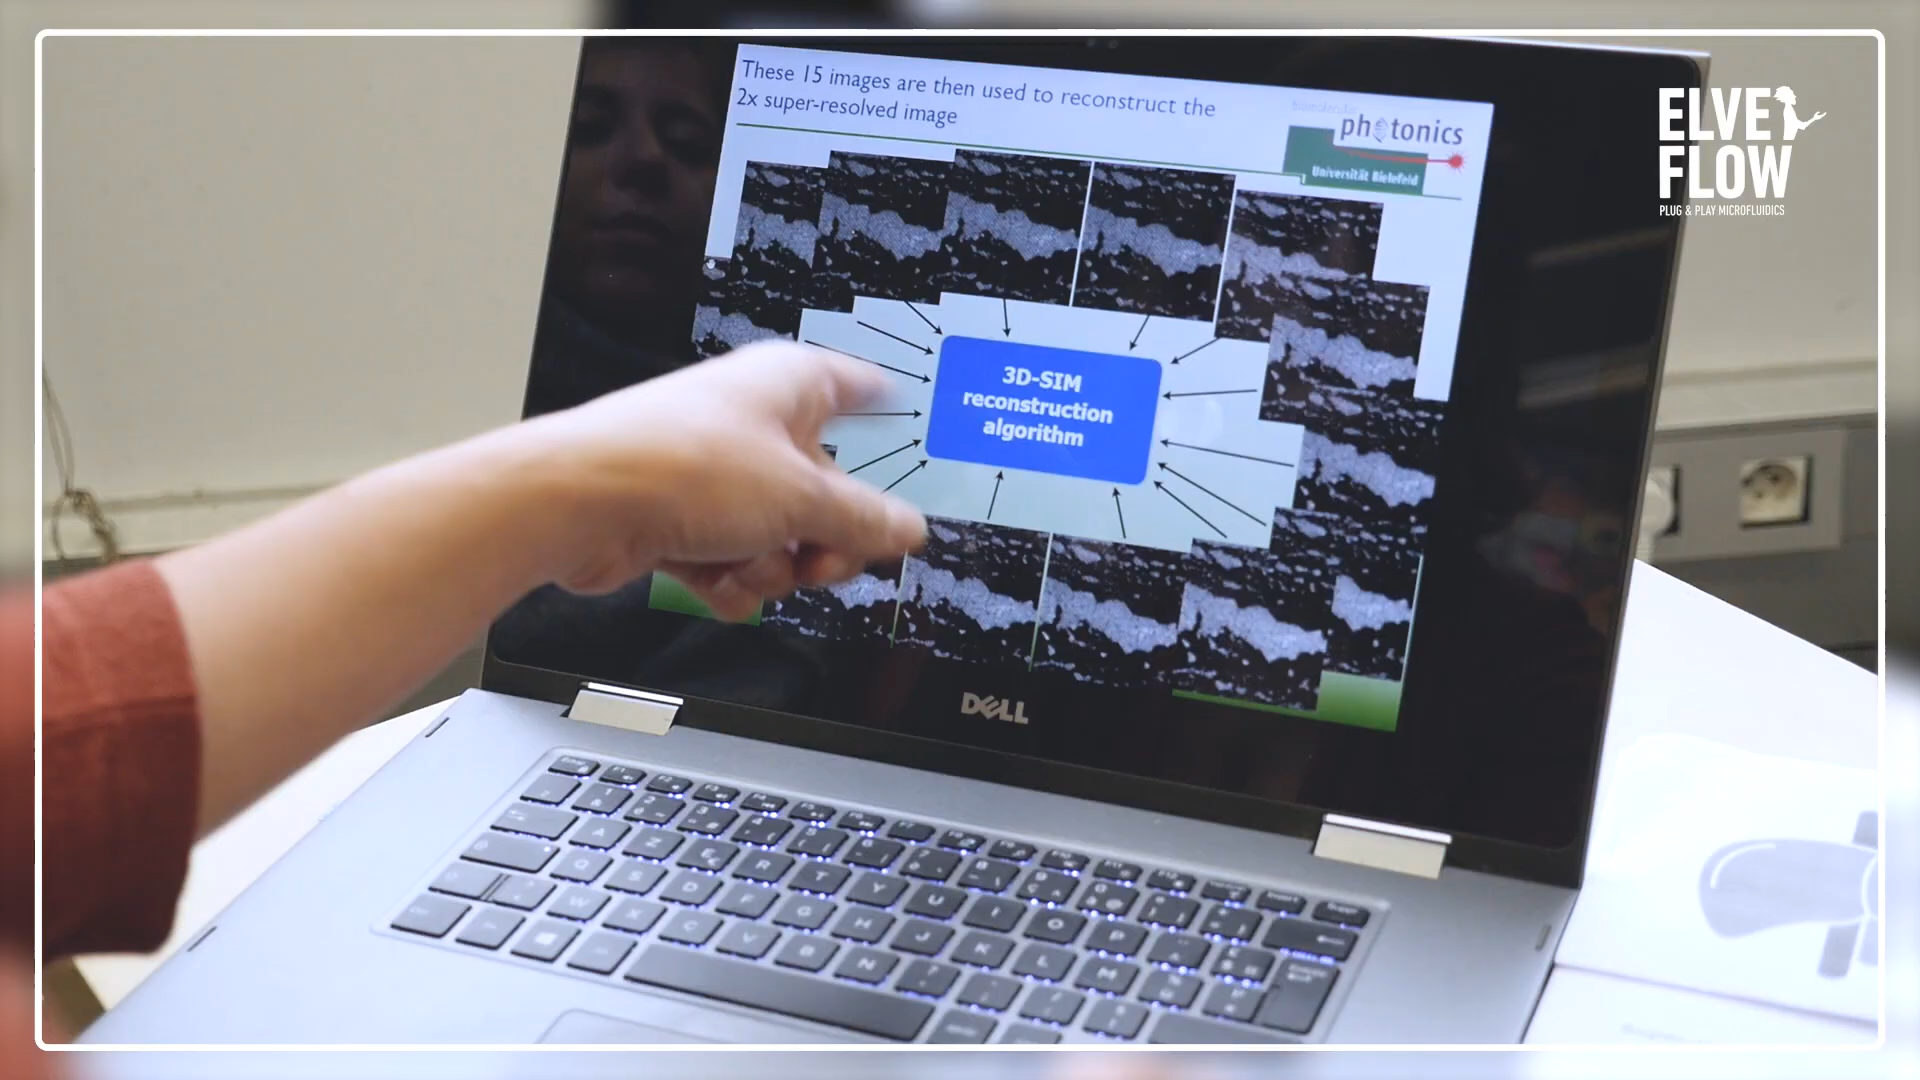 These 15 images are then used to reconstruct the
2x super-resolved image
photonics
Universität Bielefeld
3D-SIM
reconstruction
algorithm
ELVE
FLOW
PLUG & PLAY MICROFLUIDICS
DELL
A Z E R T Y U I O P
Q S D F G H J K L M
W X C V B N